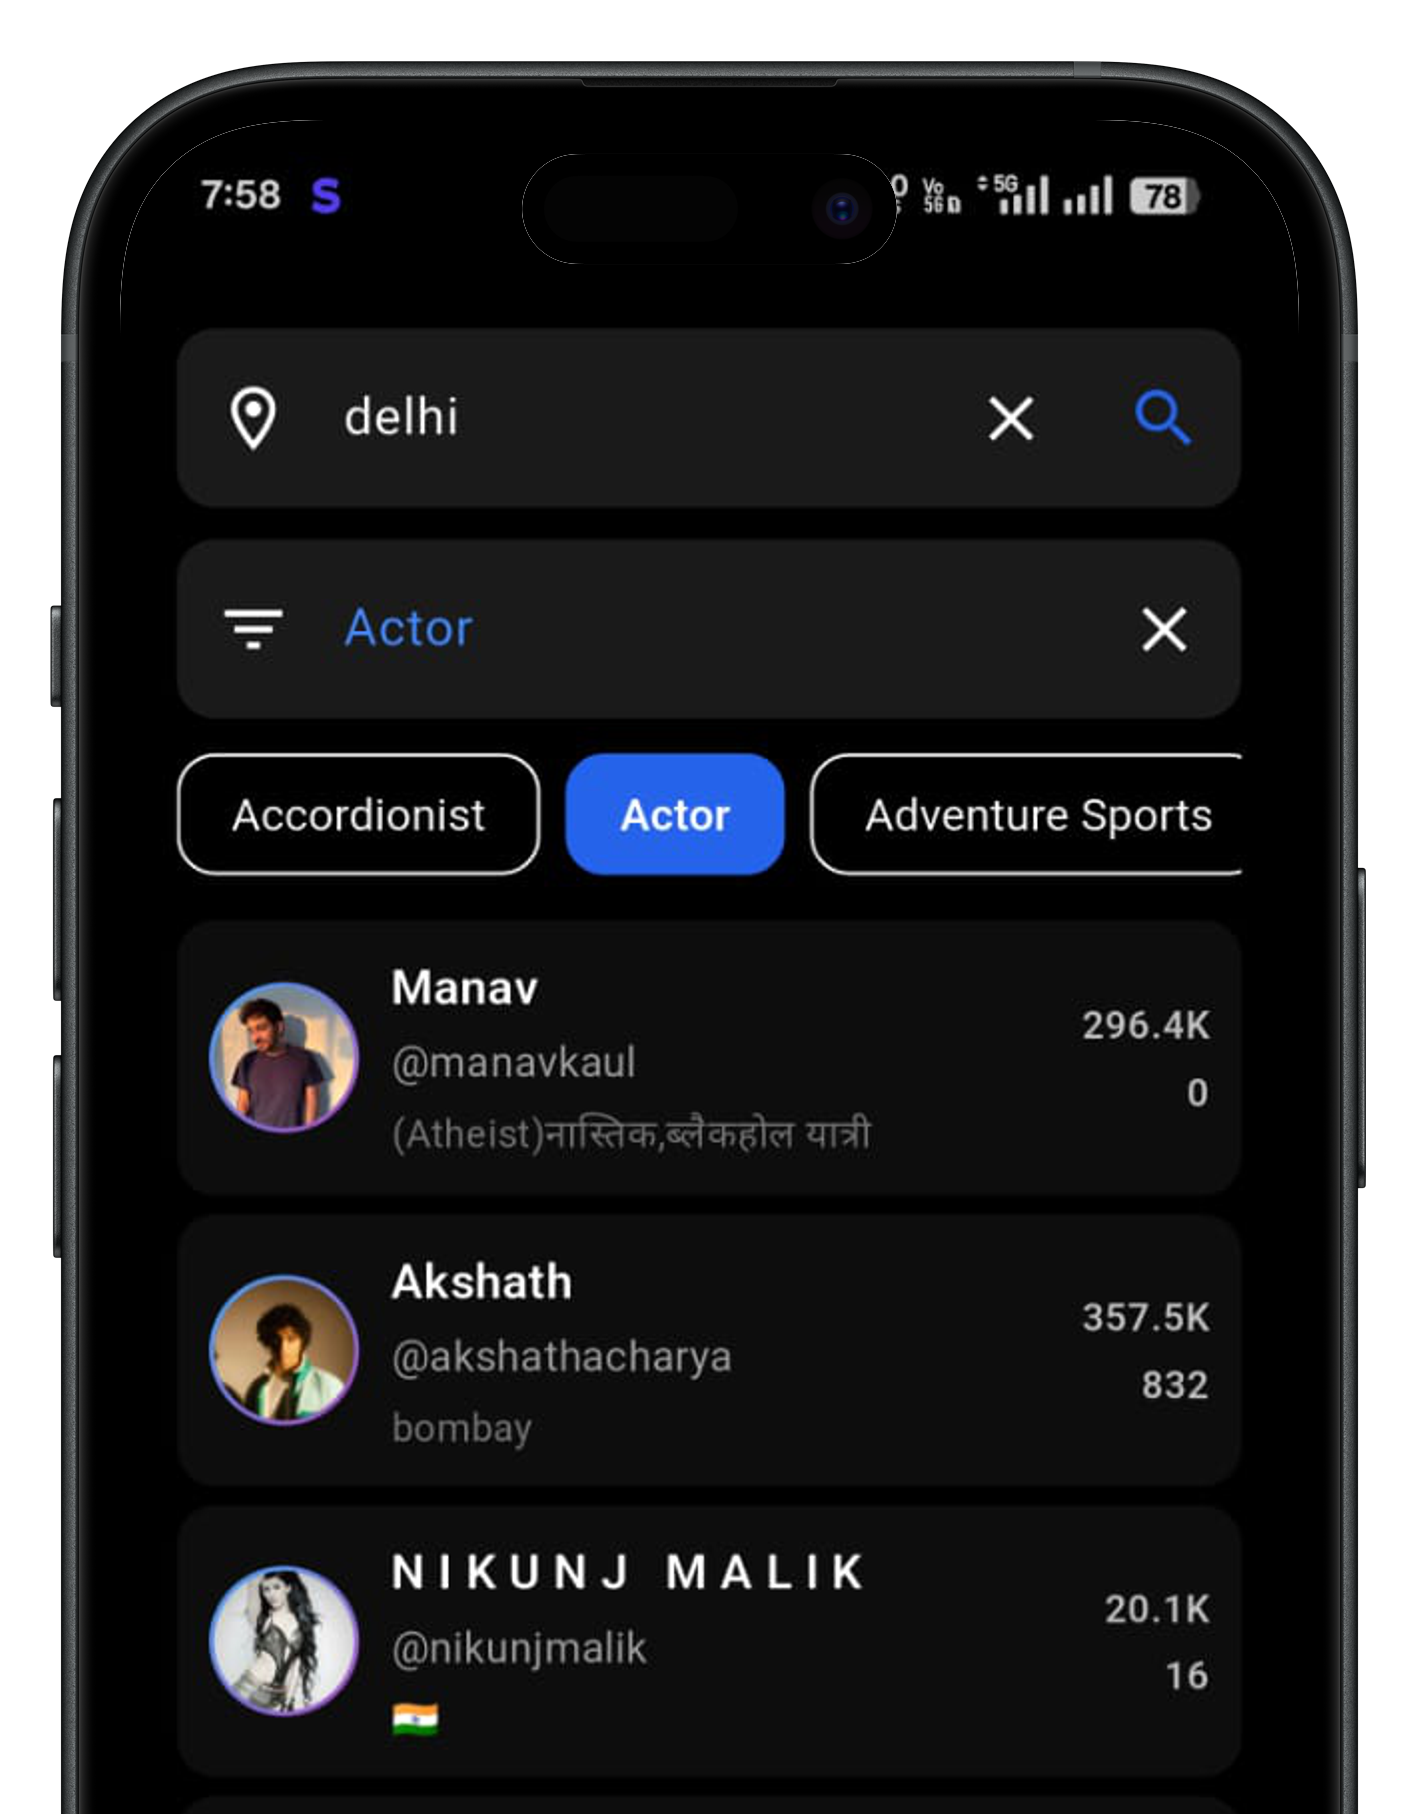 7:58 S 0 Vo 5G 5G 78
delhi
Actor
Accordionist Actor Adventure Sports
Manav
296.4K
@manavkaul
0
(Atheist)नास्तिक,ब्लैकहोल यात्री
Akshath
357.5K
@akshathacharya
832
bombay
NIKUNJ MALIK
20.1K
@nikunjmalik
16